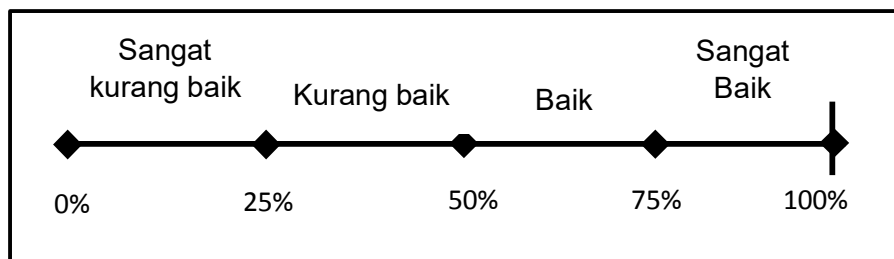 Sangat
kurang baik
Kurang baik
Baik
Sangat
Baik
0%
25%
50%
75%
100%